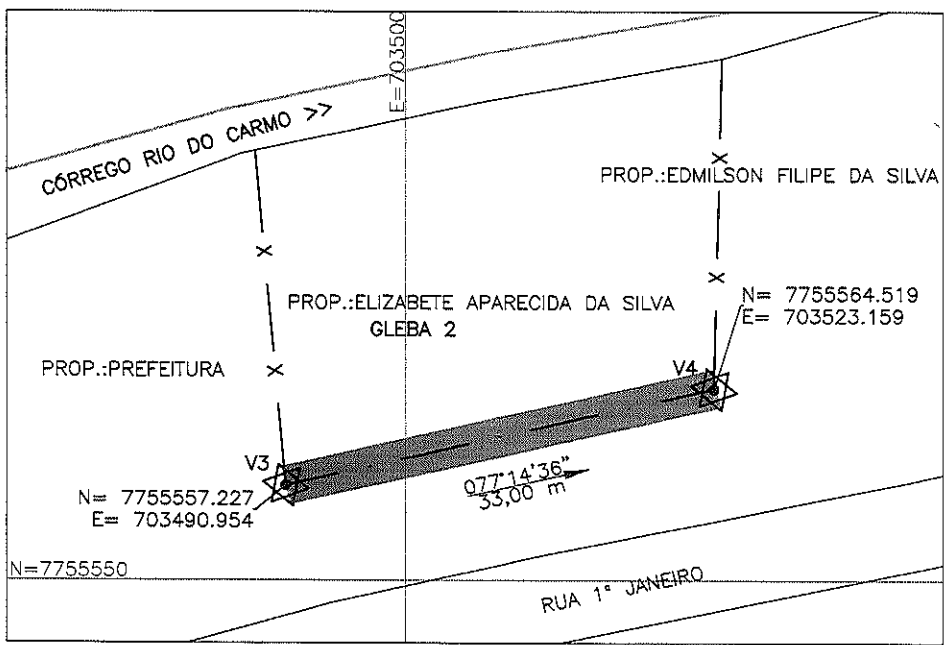 E=703500
CÓRREGO RIO DO CARMO >>
PROP.:EDMILSON FILIPE DA SILVA
PROP.:ELIZABETE APARECIDA DA SILVA
GLEBA 2
N= 7755564.519
E= 703523.159
PROP.:PREFEITURA
V4
V3
N= 7755557.227
E= 703490.954
077°14'36"
33,00 m
N=7755550
RUA 1° JANEIRO